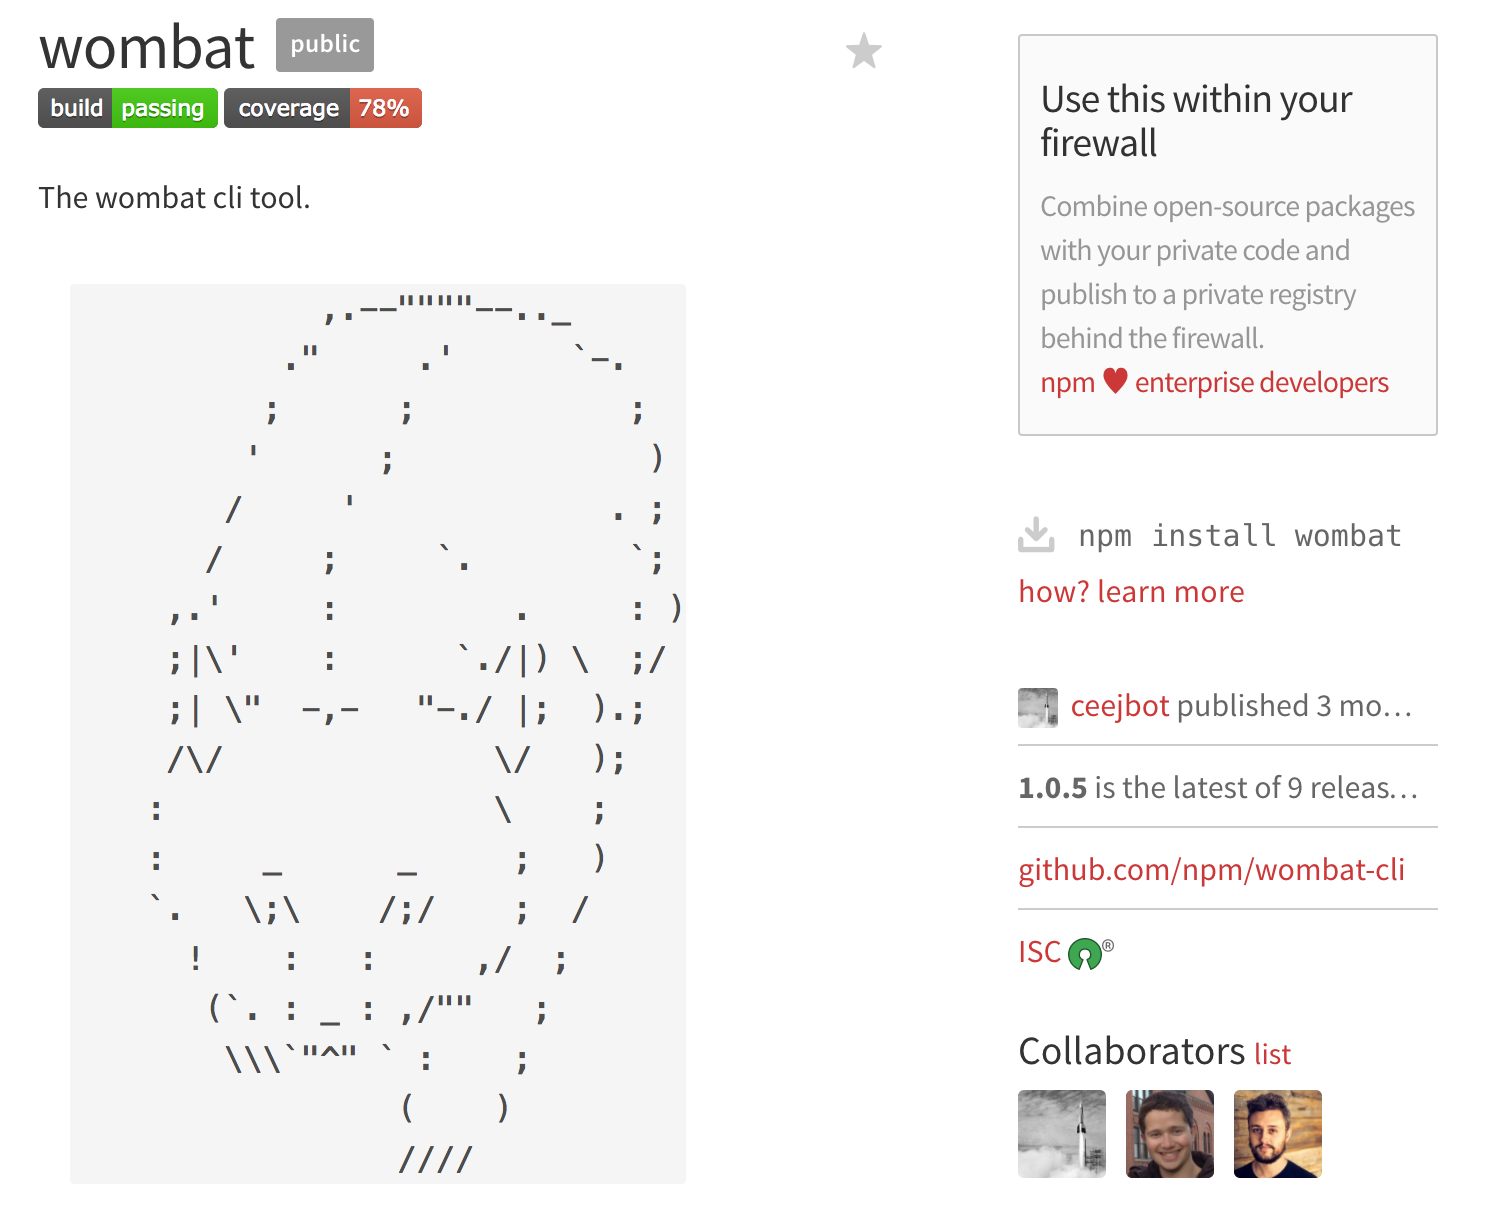 wombat public
build passing coverage 78%
The wombat cli tool.
              ,.--""""--.._
            ."      .'      `-.
           ;      ;           ;
          '      ;             )
         /     '             . ;
        /     ;     `.        `;
      ,.'     :         .     : )
      ;|\'    :      `./|) \  ;/
      ;| \"  -,-   "-./ |;  ).;
      /\/              \/   );
     :                 \    ;
     :     _     _     ;    )
     `.   \;\    /;/    ;  /
       !    :   :     ,/  ;
        (`. : _ : ,/""   ;
         \\\`"^" ` :    ;
                  (    )
                  ////
Use this within your
firewall
Combine open-source packages
with your private code and
publish to a private registry
behind the firewall.
npm ♥ enterprise developers
npm install wombat
how? learn more
ceejbot published 3 mo…
1.0.5 is the latest of 9 releas…
github.com/npm/wombat-cli
ISC ®
Collaborators list